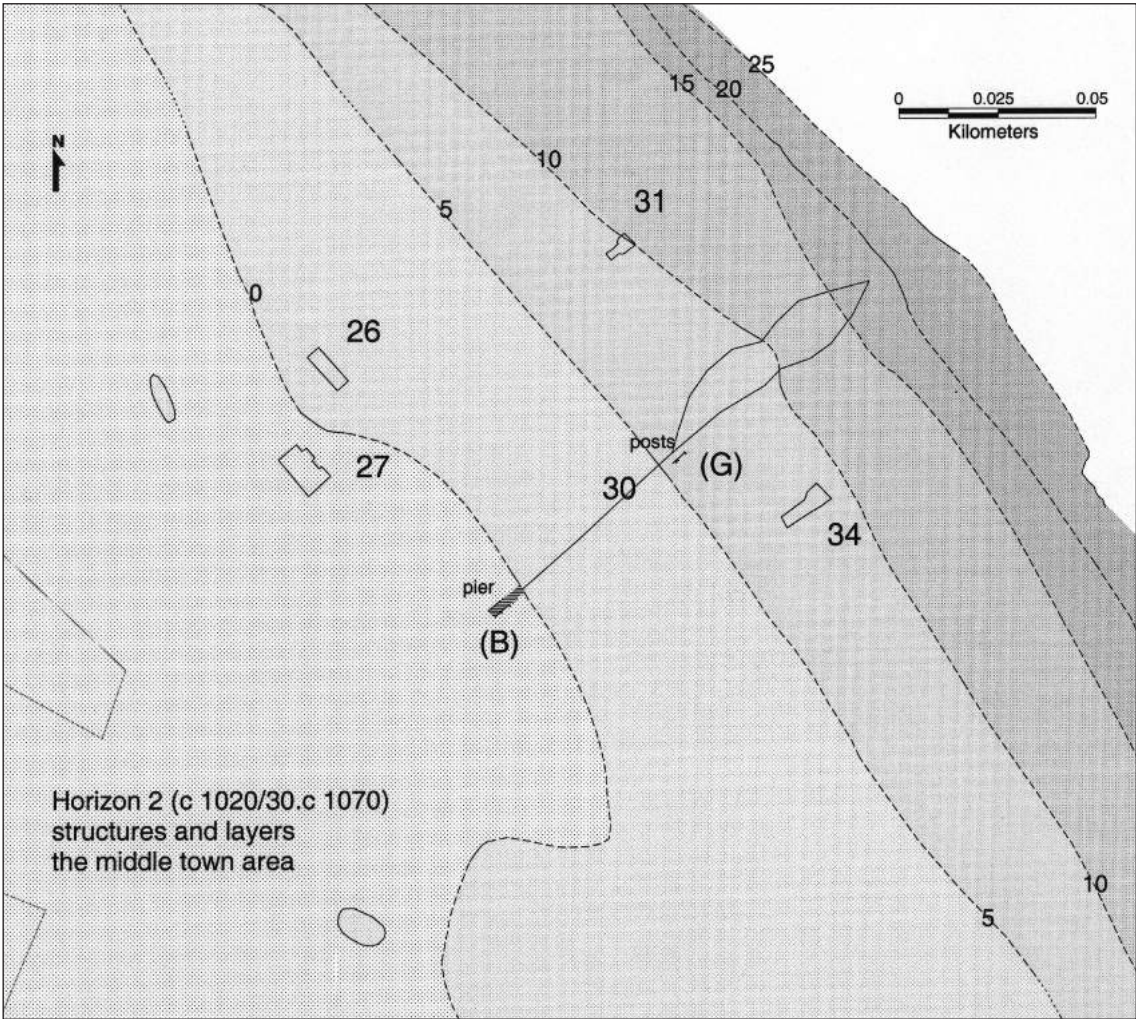 25
15
20
0 0.025 0.05
Kilometers
N
10
31
5
0
26
posts
(G)
27
30
34
pier
(B)
Horizon 2 (c 1020/30.c 1070)
structures and layers
the middle town area
10
5